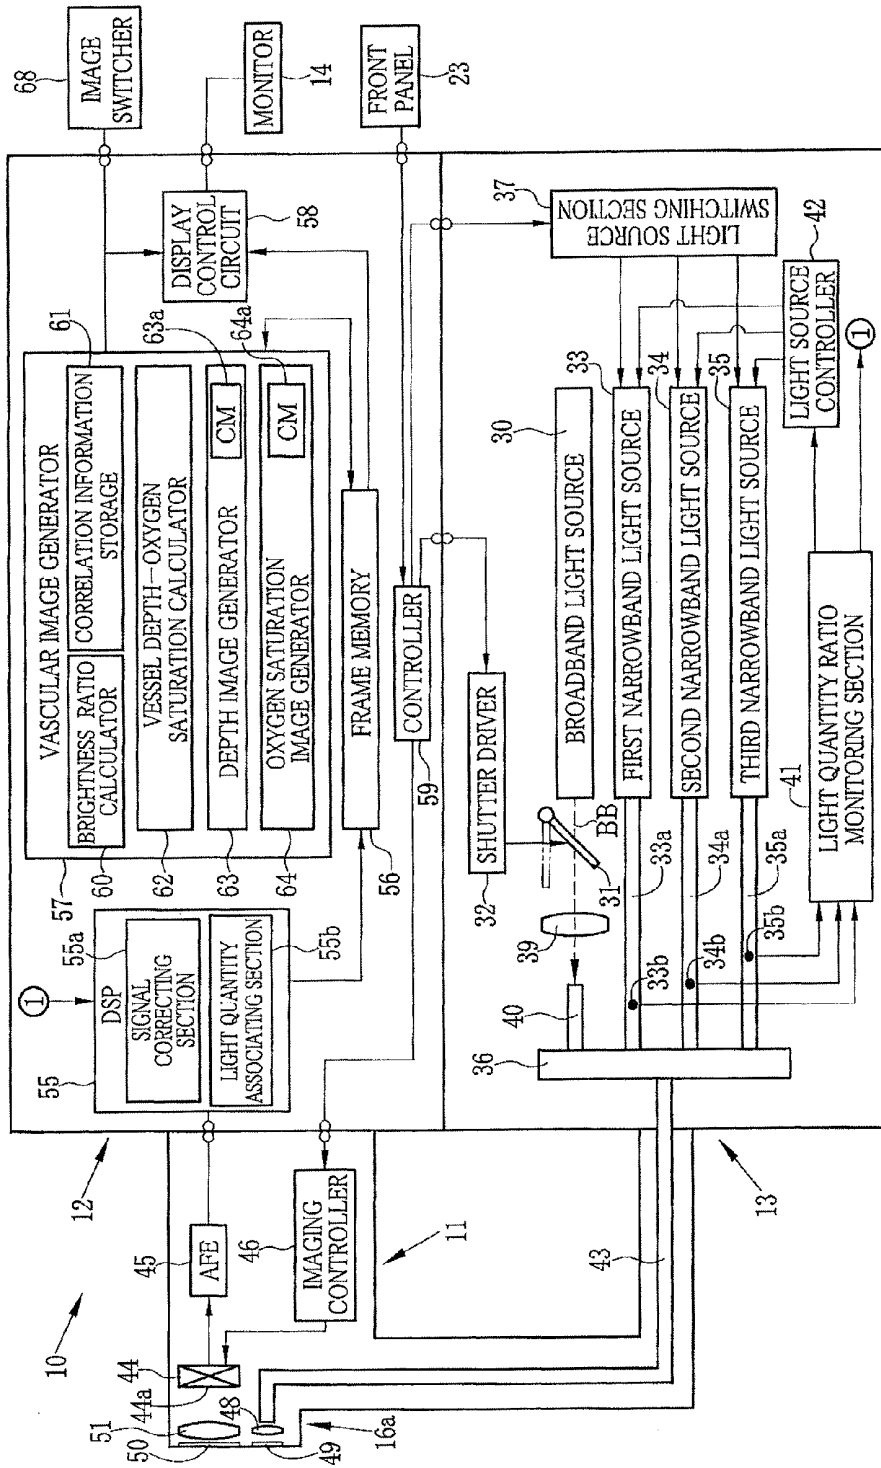 10
12
11
13
16a
68
IMAGE
SWITCHER
MONITOR
14
FRONT
PANEL
23
57
VASCULAR IMAGE GENERATOR
61
BRIGHTNESS RATIO
CALCULATOR
60
CORRELATION INFORMATION
STORAGE
62
VESSEL DEPTH-OXYGEN
SATURATION CALCULATOR
63
DEPTH IMAGE GENERATOR
CM
63a
64
OXYGEN SATURATION
IMAGE GENERATOR
CM
64a
DISPLAY
CONTROL
CIRCUIT
58
FRAME MEMORY
56
CONTROLLER
59
1
55
DSP
55a
SIGNAL
CORRECTING
SECTION
LIGHT QUANTITY
ASSOCIATING SECTION
55b
45
AFE
46
IMAGING
CONTROLLER
44
44a
51
50
48
49
43
SHUTTER DRIVER
32
31
BB
39
40
36
BROADBAND LIGHT SOURCE
30
FIRST NARROWBAND LIGHT SOURCE
33
33a
33b
SECOND NARROWBAND LIGHT SOURCE
34
34a
34b
THIRD NARROWBAND LIGHT SOURCE
35
35a
35b
37
LIGHT SOURCE
SWITCHING SECTION
LIGHT SOURCE
CONTROLLER
42
41
LIGHT QUANTITY RATIO
MONITORING SECTION
1